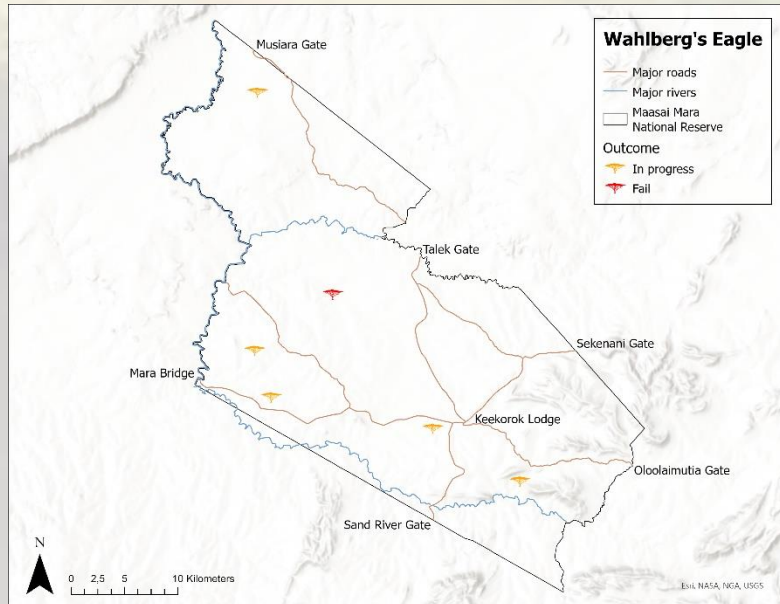 Wahlberg's Eagle
Major roads
Major rivers
Maasai Mara
National Reserve
Outcome
In progress
Fail
Musiara Gate
Talek Gate
Sekenani Gate
Mara Bridge
Keekorok Lodge
Oloolaimutia Gate
Sand River Gate
N
0 2.5 5 10 Kilometers
Esri, NASA, NGA, USGS